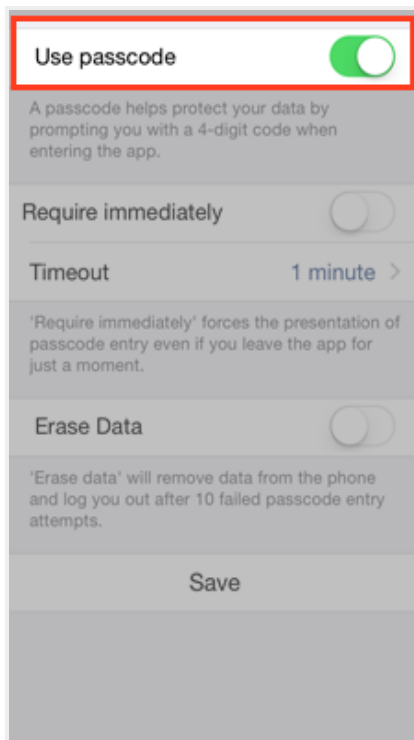 Use passcode
A passcode helps protect your data by
prompting you with a 4-digit code when
entering the app.
Require immediately
Timeout 1 minute >
'Require immediately' forces the presentation of
passcode entry even if you leave the app for
just a moment.
Erase Data
'Erase data' will remove data from the phone
and log you out after 10 failed passcode entry
attempts.
Save